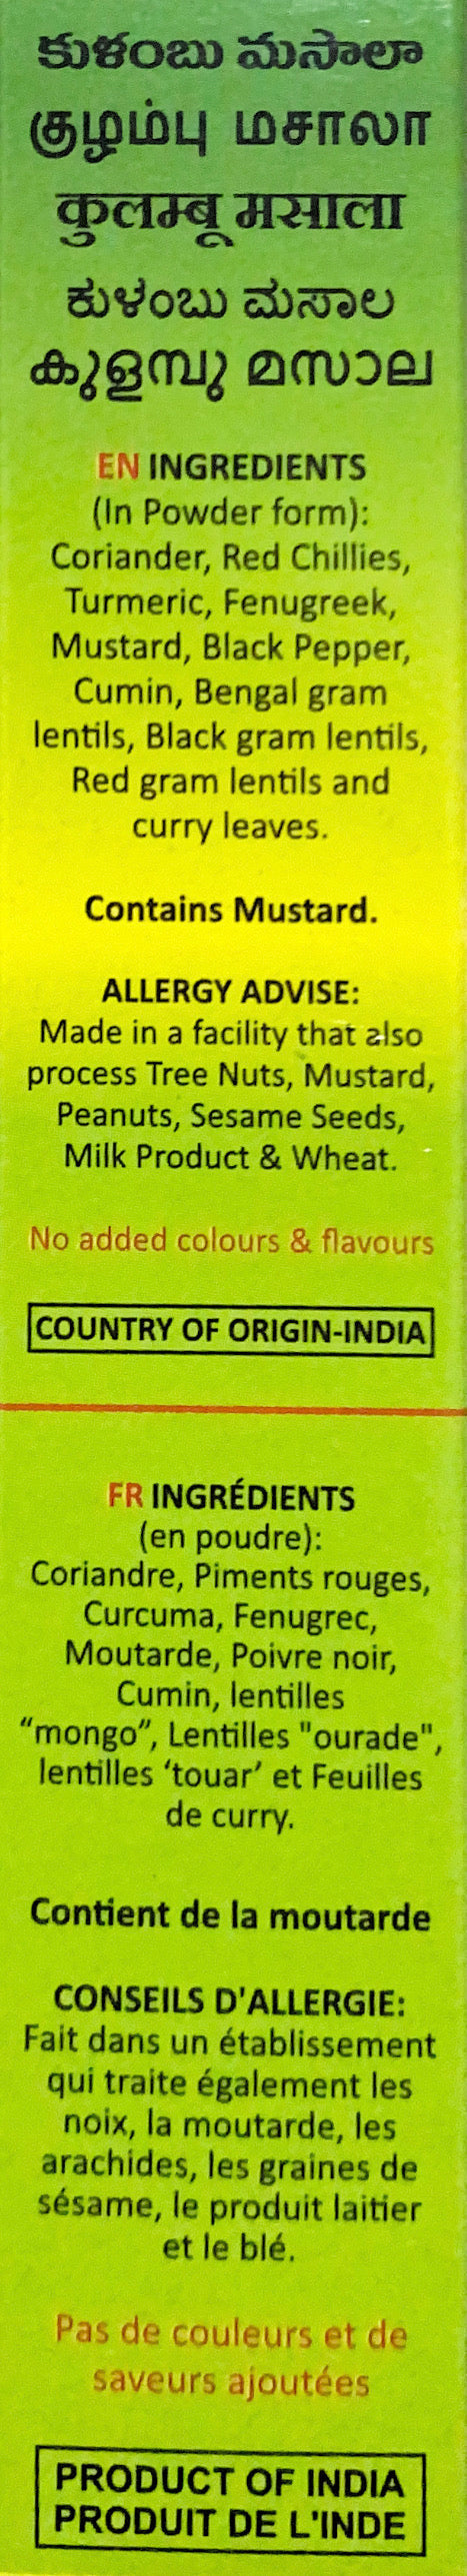 కుళంబు మసాలా
குழம்பு மசாலா
कुलम्बू मसाला
ಕುಳಂಬು ಮಸಾಲ
കുളമ്പു മസാല
EN INGREDIENTS
(In Powder form):
Coriander, Red Chillies,
Turmeric, Fenugreek,
Mustard, Black Pepper,
Cumin, Bengal gram
lentils, Black gram lentils,
Red gram lentils and
curry leaves.
Contains Mustard.
ALLERGY ADVISE:
Made in a facility that also
process Tree Nuts, Mustard,
Peanuts, Sesame Seeds,
Milk Product & Wheat.
No added colours & flavours
COUNTRY OF ORIGIN-INDIA
FR INGRÉDIENTS
(en poudre):
Coriandre, Piments rouges,
Curcuma, Fenugrec,
Moutarde, Poivre noir,
Cumin, lentilles
“mongo”, Lentilles "ourade",
lentilles ‘touar’ et Feuilles
de curry.
Contient de la moutarde
CONSEILS D'ALLERGIE:
Fait dans un établissement
qui traite également les
noix, la moutarde, les
arachides, les graines de
sésame, le produit laitier
et le blé.
Pas de couleurs et de
saveurs ajoutées
PRODUCT OF INDIA
PRODUIT DE L'INDE